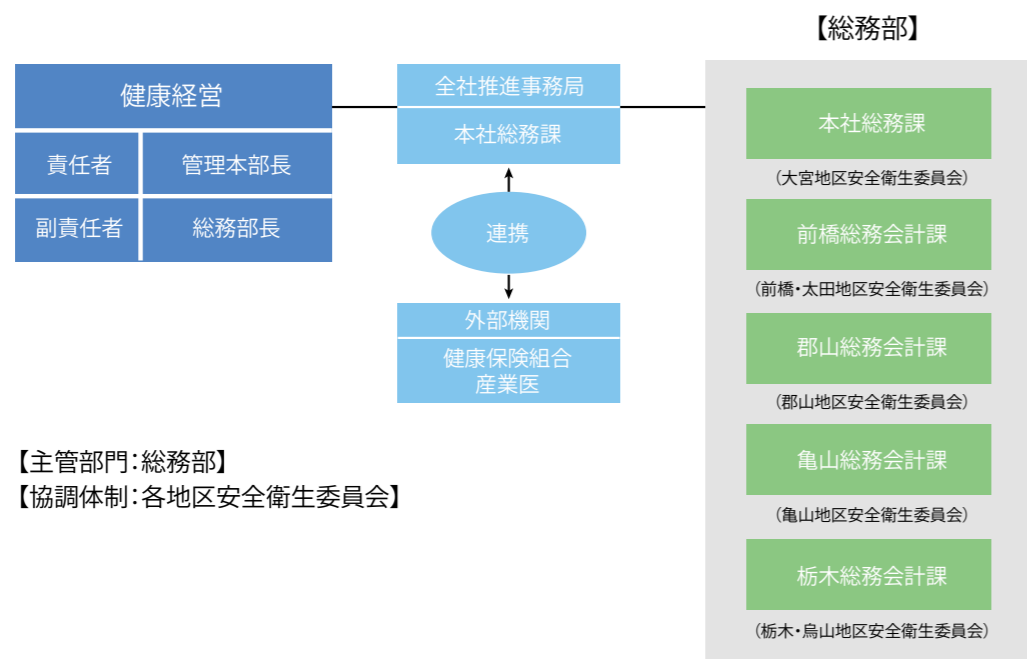 健康経営
責任者 管理本部長
副責任者 総務部長
全社推進事務局
本社総務課
連携
外部機関
健康保険組合
産業医
【主管部門：総務部】
【協調体制：各地区安全衛生委員会】
【総務部】
本社総務課
（大宮地区安全衛生委員会）
前橋総務会計課
（前橋・太田地区安全衛生委員会）
郡山総務会計課
（郡山地区安全衛生委員会）
亀山総務会計課
（亀山地区安全衛生委員会）
栃木総務会計課
（栃木・烏山地区安全衛生委員会）